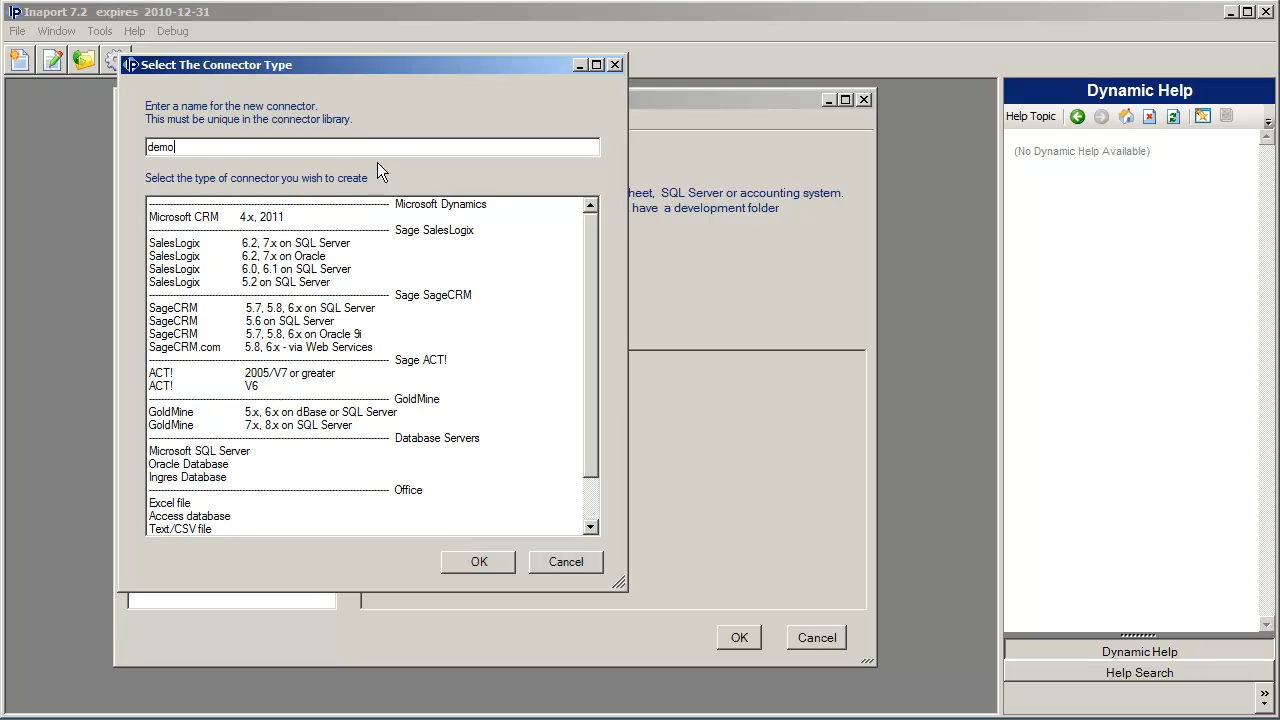 Inaport 7.2 expires 2010-12-31
File Window Tools Help Debug
Select The Connector Type
Enter a name for the new connector.
This must be unique in the connector library.
demo
Select the type of connector you wish to create
-------------------------------------------------------------------------------- Microsoft Dynamics
Microsoft CRM 4.x, 2011
-------------------------------------------------------------------------------- Sage SalesLogix
SalesLogix 6.2, 7.x on SQL Server
SalesLogix 6.2, 7.x on Oracle
SalesLogix 6.0, 6.1 on SQL Server
SalesLogix 5.2 on SQL Server
-------------------------------------------------------------------------------- Sage SageCRM
SageCRM 5.7, 5.8, 6.x on SQL Server
SageCRM 5.6 on SQL Server
SageCRM 5.7, 5.8, 6.x on Oracle 9i
SageCRM.com 5.8, 6.x - via Web Services
-------------------------------------------------------------------------------- Sage ACT!
ACT! 2005/V7 or greater
ACT! V6
-------------------------------------------------------------------------------- GoldMine
GoldMine 5.x, 6.x on dBase or SQL Server
GoldMine 7.x, 8.x on SQL Server
-------------------------------------------------------------------------------- Database Servers
Microsoft SQL Server
Oracle Database
Ingres Database
-------------------------------------------------------------------------------- Office
Excel file
Access database
Text/CSV file
OK Cancel
heet, SQL Server or accounting system.
have a development folder
OK Cancel
Dynamic Help
Help Topic
(No Dynamic Help Available)
Dynamic Help
Help Search